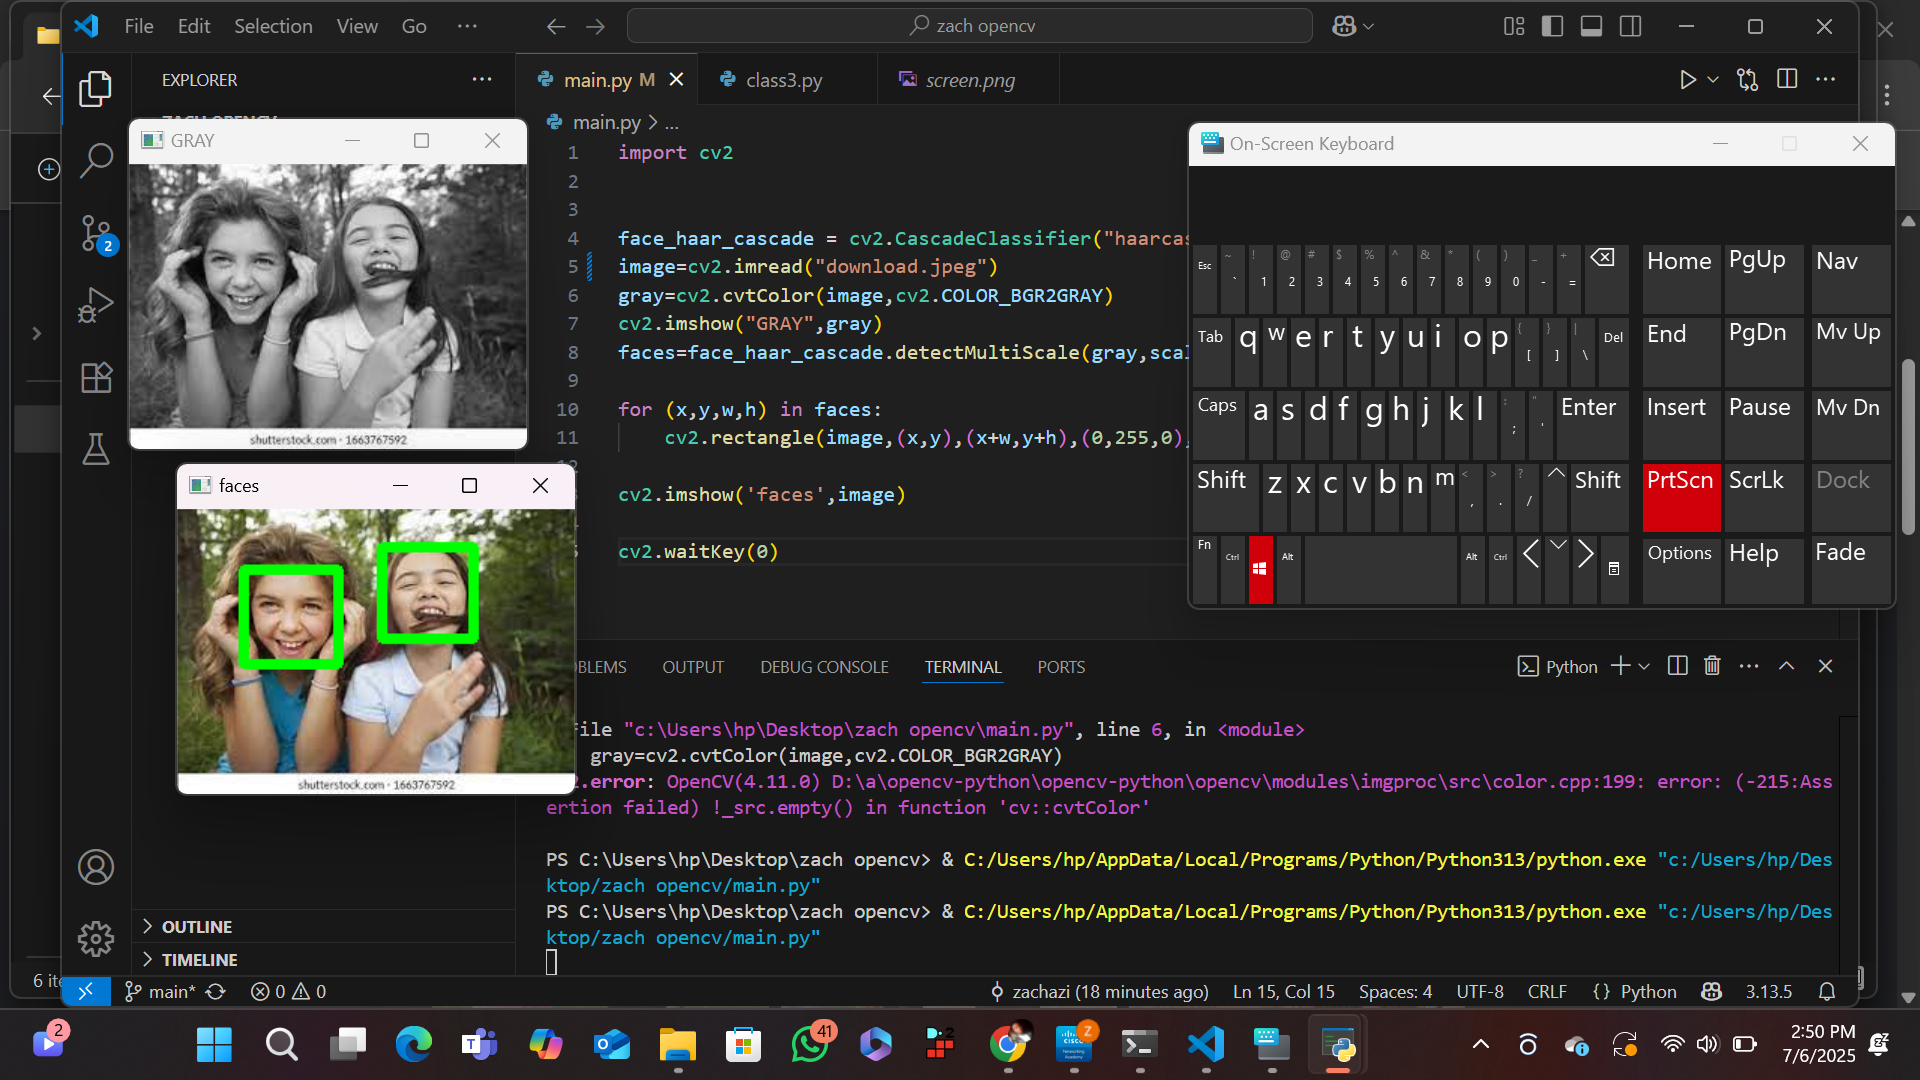 File Edit Selection View Go ···
zach opencv
EXPLORER ···
main.py M
class3.py
screen.png
main.py > ...
1 import cv2
2
3
4 face_haar_cascade = cv2.CascadeClassifier("haarcas
5 image=cv2.imread("download.jpeg")
6 gray=cv2.cvtColor(image,cv2.COLOR_BGR2GRAY)
7 cv2.imshow("GRAY",gray)
8 faces=face_haar_cascade.detectMultiScale(gray,scal
9
10 for (x,y,w,h) in faces:
11 cv2.rectangle(image,(x,y),(x+w,y+h),(0,255,0),
cv2.imshow('faces',image)
cv2.waitKey(0)
GRAY
shutterstock.com · 1663767592
faces
shutterstock.com · 1663767592
On-Screen Keyboard
Esc ~ ` ! 1 @ 2 # 3 $ 4 % 5 ^ 6 & 7 * 8 ( 9 ) 0 _ - + = Home PgUp Nav
Tab q w e r t y u i o p { [ } ] | \ Del End PgDn Mv Up
Caps a s d f g h j k l : ; " ' Enter Insert Pause Mv Dn
Shift z x c v b n m < , > . ? / Shift PrtScn ScrLk Dock
Fn Ctrl Alt Alt Ctrl Options Help Fade
BLEMS OUTPUT DEBUG CONSOLE TERMINAL PORTS
Python
file "c:\Users\hp\Desktop\zach opencv\main.py", line 6, in <module>
gray=cv2.cvtColor(image,cv2.COLOR_BGR2GRAY)
2.error: OpenCV(4.11.0) D:\a\opencv-python\opencv-python\opencv\modules\imgproc\src\color.cpp:199: error: (-215:Ass
ertion failed) !_src.empty() in function 'cv::cvtColor'
PS C:\Users\hp\Desktop\zach opencv> & C:/Users/hp/AppData/Local/Programs/Python/Python313/python.exe "c:/Users/hp/Des
ktop/zach opencv/main.py"
PS C:\Users\hp\Desktop\zach opencv> & C:/Users/hp/AppData/Local/Programs/Python/Python313/python.exe "c:/Users/hp/Des
ktop/zach opencv/main.py"
2
OUTLINE
TIMELINE
6 ite
main* 0 0
zachazi (18 minutes ago) Ln 15, Col 15 Spaces: 4 UTF-8 CRLF {} Python 3.13.5
2
41
2:50 PM
7/6/2025